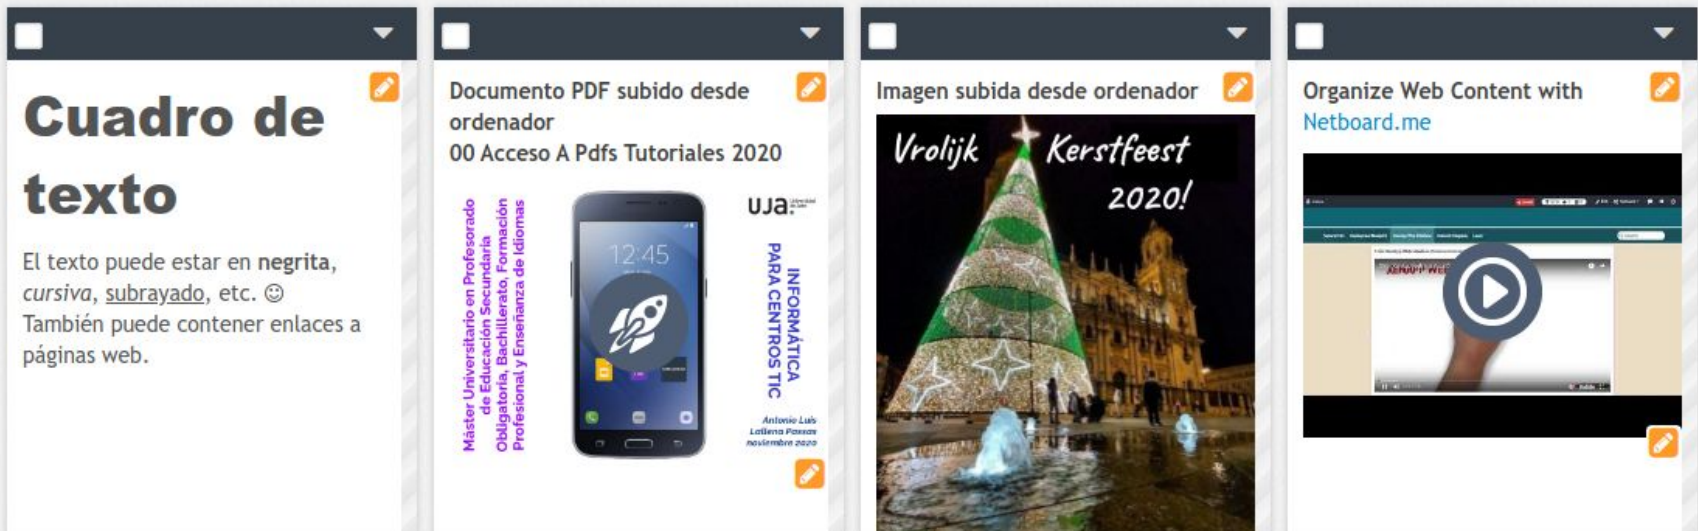 Cuadro de
texto
El texto puede estar en negrita,
cursiva, subrayado, etc. ☺
También puede contener enlaces a
páginas web.
Documento PDF subido desde
ordenador
00 Acceso A Pdfs Tutoriales 2020
Máster Universitario en Profesorado
de Educación Secundaria
Obligatoria, Bachillerato, Formación
Profesional y Enseñanza de Idiomas
12:45
UJa.
INFORMÁTICA
PARA CENTROS TIC
Antonio Luis
Lallena Passas
noviembre 2020
Imagen subida desde ordenador
Vrolijk Kerstfeest
2020!
Organize Web Content with
Netboard.me